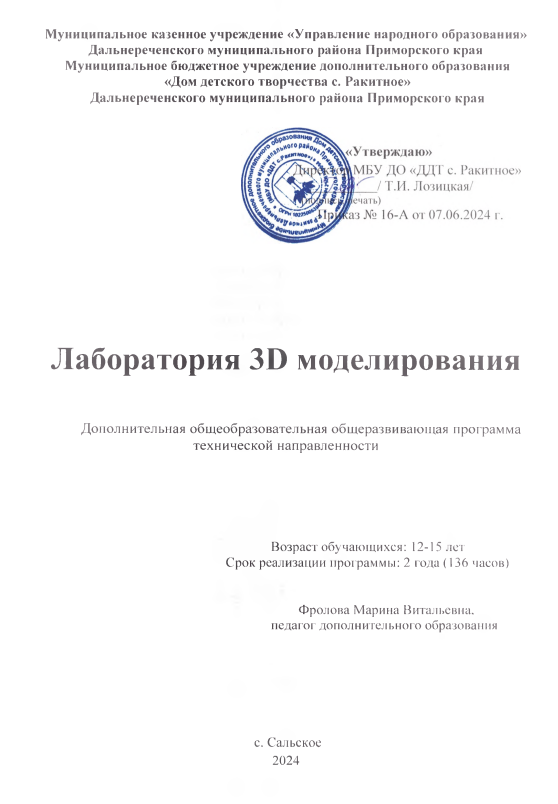 Муниципальное казенное учреждение «Управление народного образования»
Дальнереченского муниципального района Приморского края
Муниципальное бюджетное учреждение дополнительного образования
«Дом детского творчества с. Ракитное»
Дальнереченского муниципального района Приморского края
«Утверждаю»
Директор МБУ ДО «ДДТ с. Ракитное»
/ Т.И. Лозицкая/
Приказ № 16-А от 07.06.2024 г.
Лаборатория 3D моделирования
Дополнительная общеобразовательная общеразвивающая программа
технической направленности
Возраст обучающихся: 12-15 лет
Срок реализации программы: 2 года (136 часов)
Фролова Марина Витальевна,
педагог дополнительного образования
с. Сальское
2024